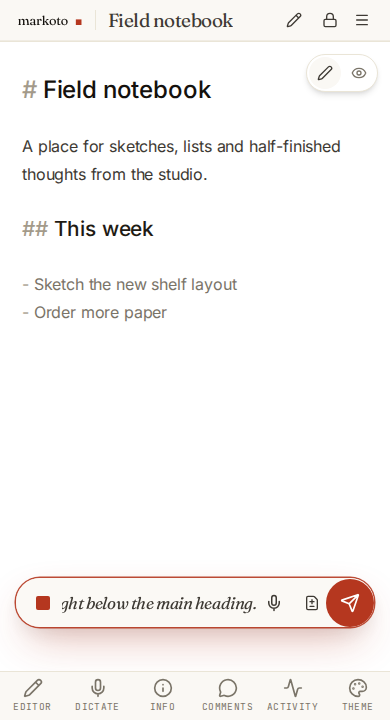 markoto
Field notebook
# Field notebook
A place for sketches, lists and half-finished
thoughts from the studio.
## This week
- Sketch the new shelf layout
- Order more paper
below the main heading.
EDITOR DICTATE INFO COMMENTS ACTIVITY THEME